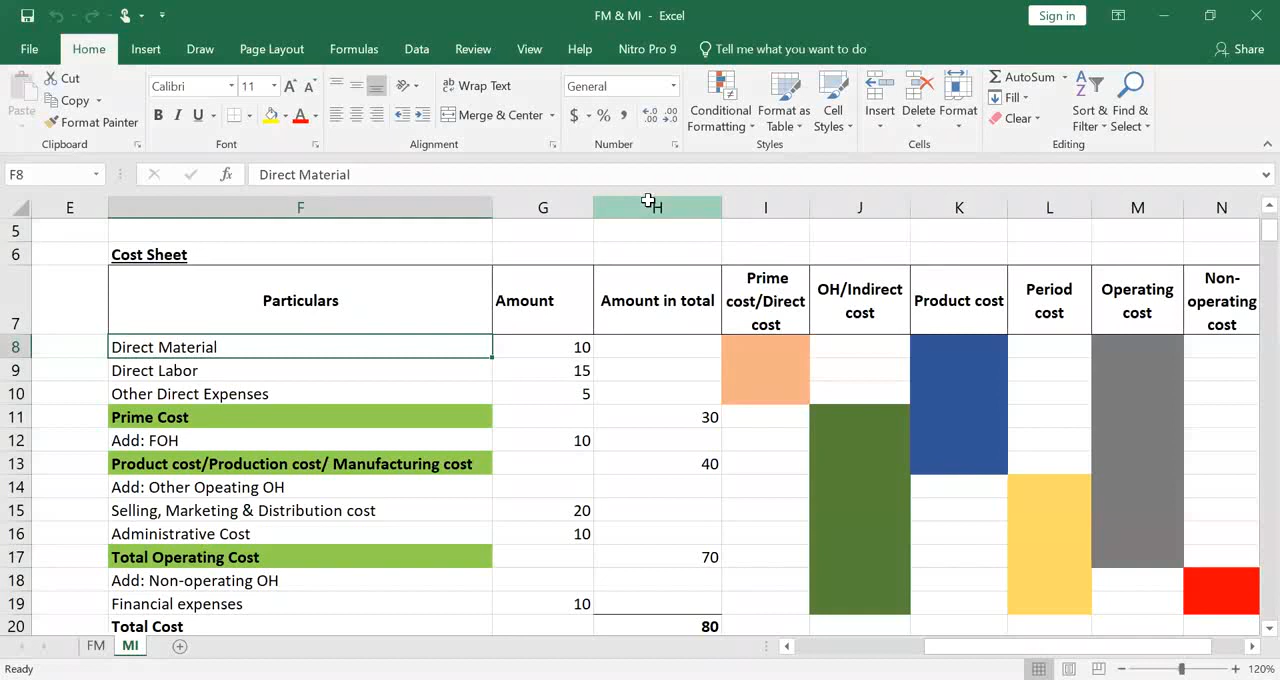 FM & MI - Excel
Sign in
File Home Insert Draw Page Layout Formulas Data Review View Help Nitro Pro 9 Tell me what you want to do Share
Paste
Cut
Copy
Format Painter
Clipboard
Calibri 11 A A
B I U A
Font
ab Wrap Text
Merge & Center
Alignment
General
$ % , .0 .00 .00 .0
Number
Conditional Formatting
Format as Table
Cell Styles
Styles
Insert
Delete
Format
Cells
AutoSum
Fill
Clear
Sort & Filter
Find & Select
Editing
F8 fx Direct Material
E F G H I J K L M N
5
6 Cost Sheet
7 Particulars Amount Amount in total Prime cost/Direct cost OH/Indirect cost Product cost Period cost Operating cost Non-operating cost
8 Direct Material 10
9 Direct Labor 15
10 Other Direct Expenses 5
11 Prime Cost 30
12 Add: FOH 10
13 Product cost/Production cost/ Manufacturing cost 40
14 Add: Other Opeating OH
15 Selling, Marketing & Distribution cost 20
16 Administrative Cost 10
17 Total Operating Cost 70
18 Add: Non-operating OH
19 Financial expenses 10
20 Total Cost 80
FM MI
Ready 120%